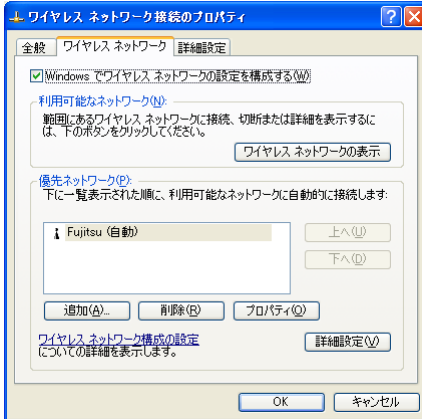 ワイヤレス ネットワーク接続のプロパティ
全般 ワイヤレス ネットワーク 詳細設定
Windows でワイヤレス ネットワークの設定を構成する(W)
利用可能なネットワーク(N):
範囲にあるワイヤレス ネットワークに接続、切断または詳細を表示するに
は、下のボタンをクリックしてください。
ワイヤレス ネットワークの表示
優先ネットワーク(P):
下に一覧表示された順に、利用可能なネットワークに自動的に接続します:
Fujitsu (自動)
上へ(U)
下へ(D)
追加(A)... 削除(R) プロパティ(O)
ワイヤレス ネットワーク構成の設定
についての詳細を表示します。
詳細設定(V)
OK キャンセル